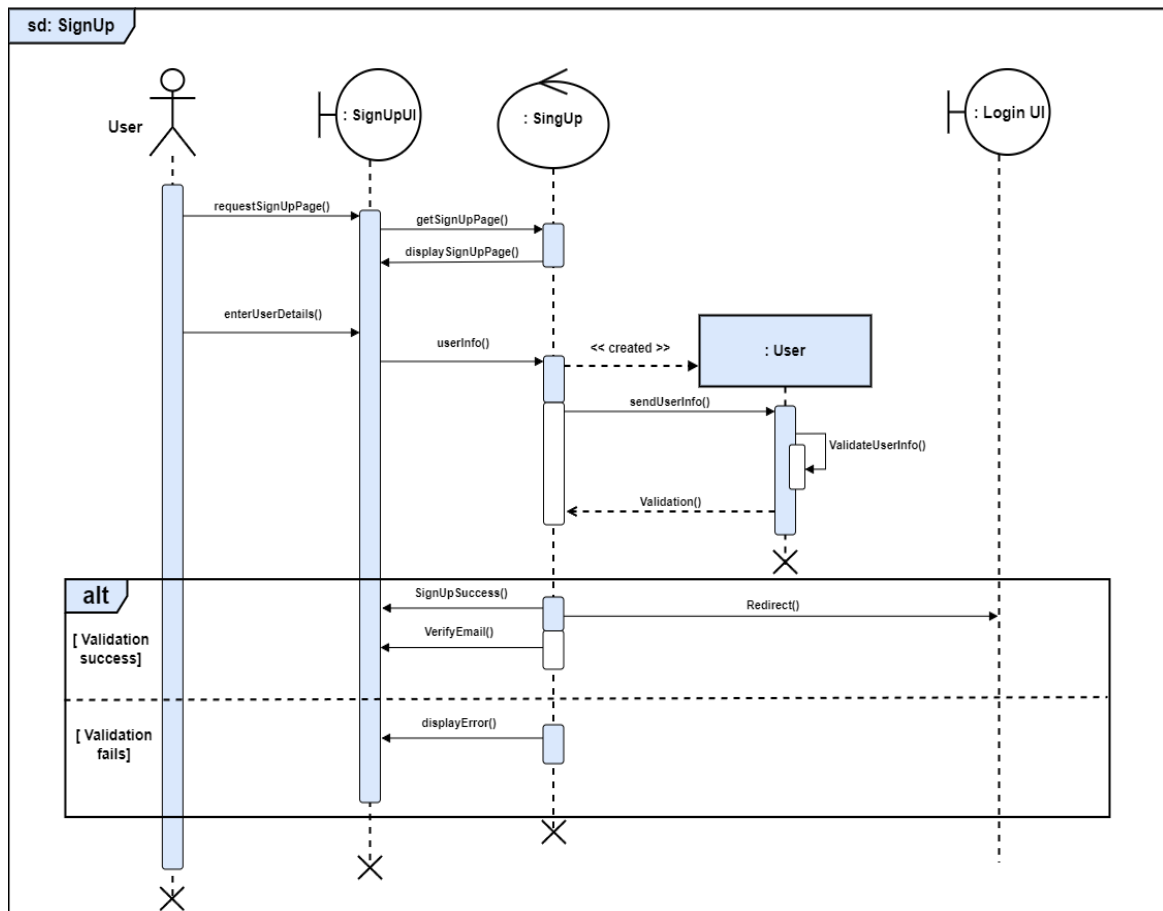 sd: SignUp
User
: SignUpUI
: SingUp
: Login UI
requestSignUpPage()
getSignUpPage()
displaySignUpPage()
enterUserDetails()
userInfo()
<< created >>
: User
sendUserInfo()
ValidateUserInfo()
Validation()
alt
SignUpSuccess()
Redirect()
[ Validation
success]
VerifyEmail()
[ Validation
fails]
displayError()